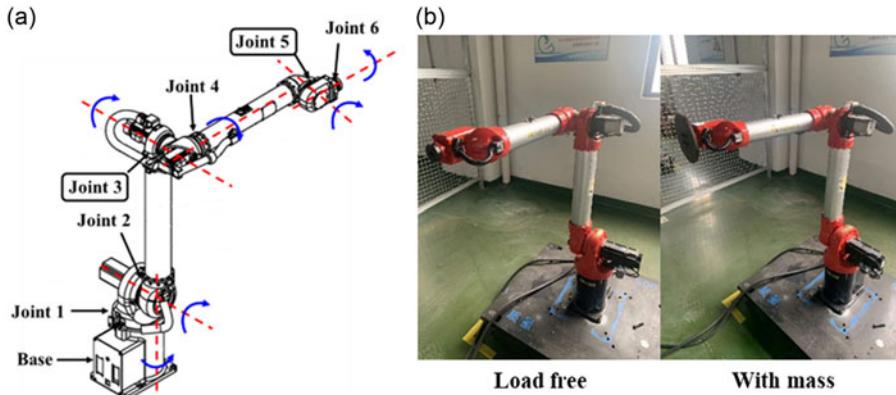 (a)
Joint 5
Joint 6
Joint 4
Joint 3
Joint 2
Joint 1
Base
(b)
Load free
With mass